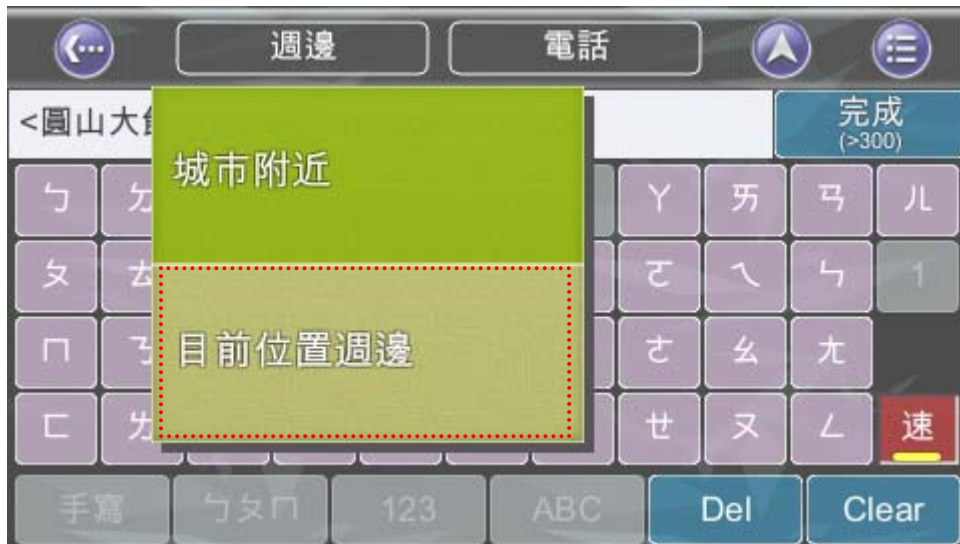 週邊 電話
<圓山大 完成
(>300)
城市附近
ㄅ ㄉ ㄚ ㄞ ㄢ ㄦ
ㄆ ㄊ ㄛ ㄟ ㄣ 1
目前位置週邊
ㄇ ㄋ ㄜ ㄠ ㄤ
ㄈ ㄌ ㄝ ㄡ ㄥ 速
手寫 ㄅㄆㄇ 123 ABC Del Clear